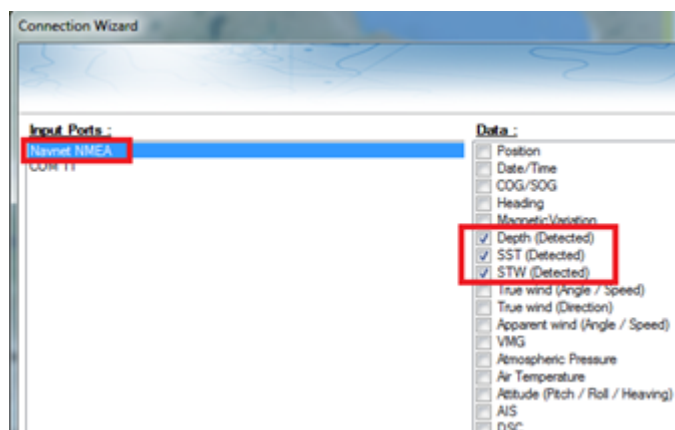 Connection Wizard
Input Ports :
Navnet NMEA
COM 11
Data :
Position
Date/Time
COG/SOG
Heading
Magnetic Variation
Depth (Detected)
SST (Detected)
STW (Detected)
True wind (Angle / Speed)
True wind (Direction)
Apparent wind (Angle / Speed)
VMG
Atmospheric Pressure
Air Temperature
Attitude (Pitch / Roll / Heaving)
AIS
DSC